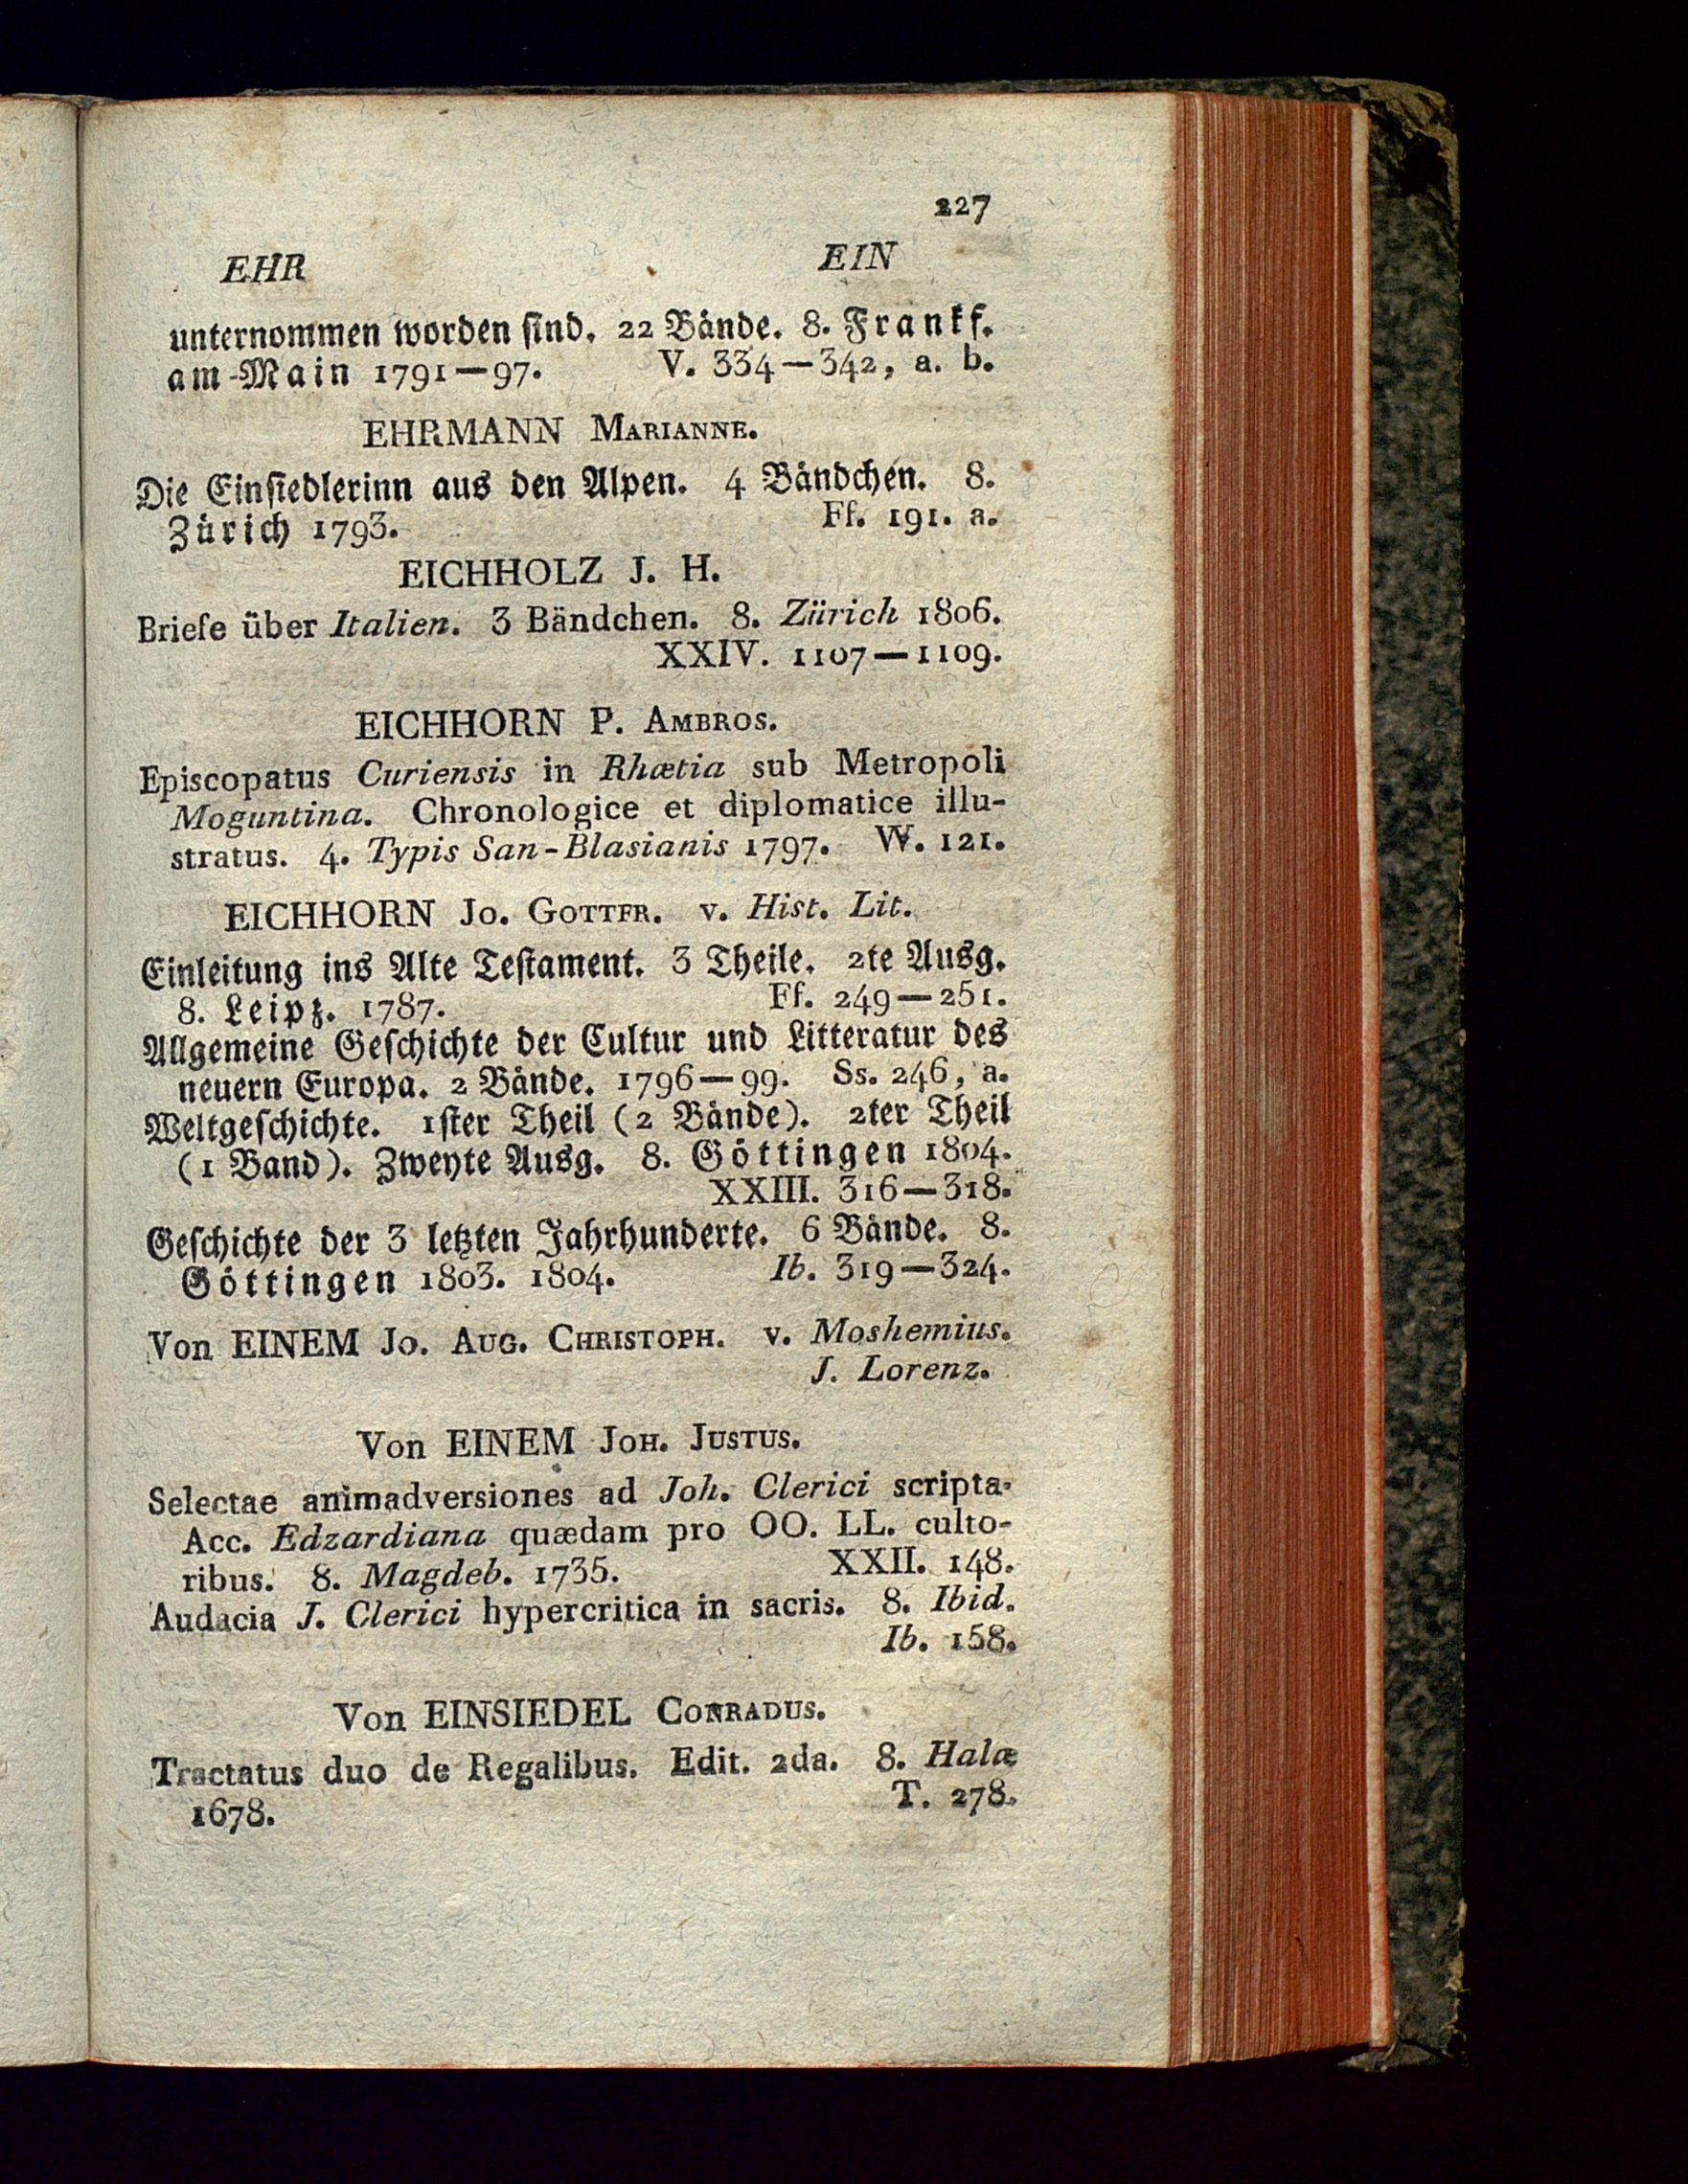 227
EHR EIN
unternommen worden sind. 22 Bände. 8. Frankf.
am-Main 1791—97. V. 334—342, a. b.
EHRMANN MARIANNE.
Die Einsiedlerinn aus den Alpen. 4 Bändchen. 8.
Zürich 1793. Ff. 191. a.
EICHHOLZ J. H.
Briefe über Italien. 3 Bändchen. 8. Zürich 1806.
XXIV. 1107—1109.
EICHHORN P. AMBROS.
Episcopatus Curiensis in Rhætia sub Metropoli
Moguntina. Chronologice et diplomatice illu-
stratus. 4. Typis San-Blasianis 1797. W. 121.
EICHHORN JO. GOTTFR. v. Hist. Lit.
Einleitung ins Alte Testament. 3 Theile. 2te Ausg.
8. Leipz. 1787. Ff. 249—251.
Allgemeine Geschichte der Cultur und Litteratur des
neuern Europa. 2 Bände. 1796—99. Ss. 246, a.
Weltgeschichte. 1ster Theil (2 Bände). 2ter Theil
(1 Band). Zweyte Ausg. 8. Göttingen 1804.
XXIII. 316—318.
Geschichte der 3 letzten Jahrhunderte. 6 Bände. 8.
Göttingen 1803. 1804. Ib. 319—324.
Von EINEM JO. AUG. CHRISTOPH. v. Moshemius.
J. Lorenz.
Von EINEM JOH. JUSTUS.
Selectae animadversiones ad Joh. Clerici scripta.
Acc. Edzardiana quædam pro OO. LL. culto-
ribus. 8. Magdeb. 1735. XXII. 148.
Audacia J. Clerici hypercritica in sacris. 8. Ibid.
Ib. 158.
Von EINSIEDEL CONRADUS.
Tractatus duo de Regalibus. Edit. 2da. 8. Halæ
1678. T. 278.